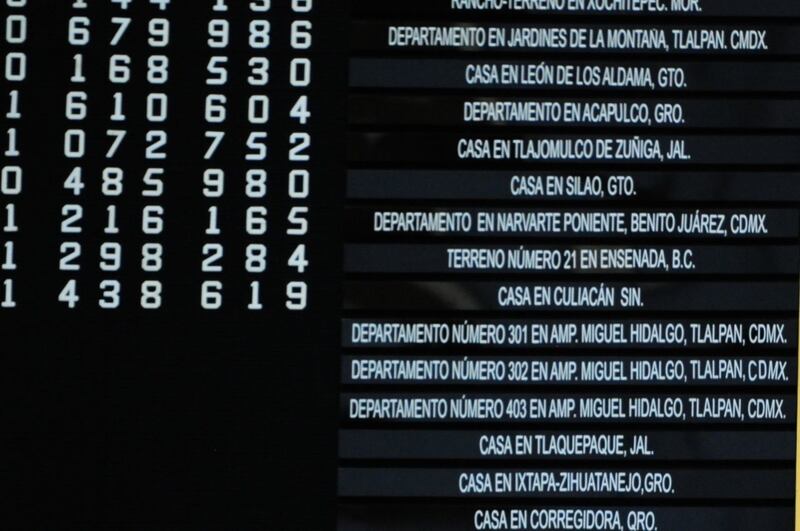 RANCHO-TERRENO EN XOCHITEPEC. MOR.
0 6 7 9 9 8 6 DEPARTAMENTO EN JARDINES DE LA MONTAÑA, TLALPAN. CMDX.
0 1 6 8 5 3 0 CASA EN LEÓN DE LOS ALDAMA, GTO.
1 6 1 0 6 0 4 DEPARTAMENTO EN ACAPULCO, GRO.
1 0 7 2 7 5 2 CASA EN TLAJOMULCO DE ZUÑIGA, JAL.
0 4 8 5 9 8 0 CASA EN SILAO, GTO.
1 2 1 6 1 6 5 DEPARTAMENTO EN NARVARTE PONIENTE, BENITO JUÁREZ, CDMX.
1 2 9 8 2 8 4 TERRENO NÚMERO 21 EN ENSENADA, B.C.
1 4 3 8 6 1 9 CASA EN CULIACÁN SIN.
DEPARTAMENTO NÚMERO 301 EN AMP. MIGUEL HIDALGO, TLALPAN, CDMX.
DEPARTAMENTO NÚMERO 302 EN AMP. MIGUEL HIDALGO, TLALPAN, CDMX.
DEPARTAMENTO NÚMERO 403 EN AMP. MIGUEL HIDALGO, TLALPAN, CDMX.
CASA EN TLAQUEPAQUE, JAL.
CASA EN IXTAPA-ZIHUATANEJO,GRO.
CASA EN CORREGIDORA, QRO.